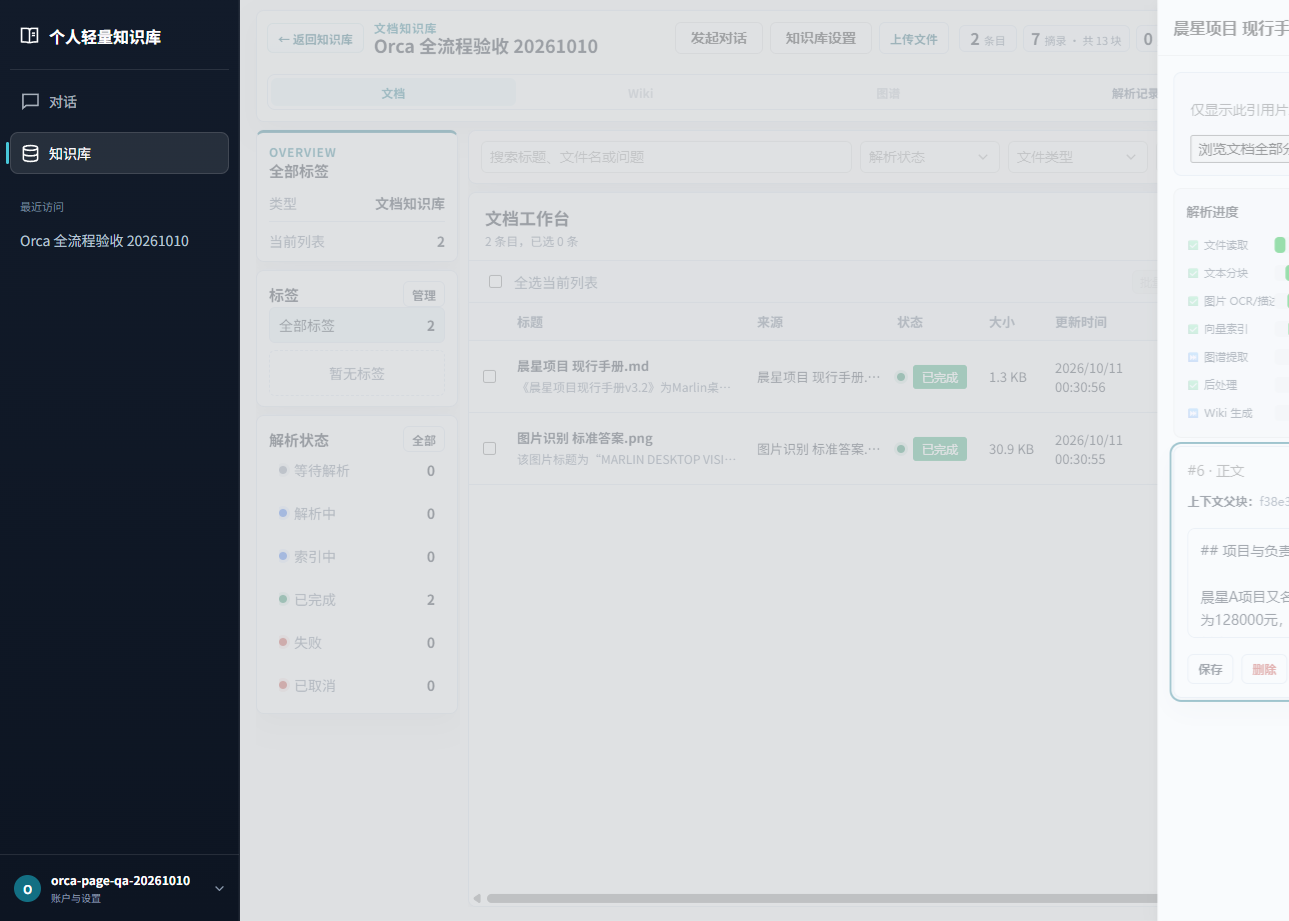 个人轻量知识库
对话
知识库
最近访问
Orca 全流程验收 20261010
orca-page-qa-20261010
账户与设置
O
← 返回知识库
文档知识库
Orca 全流程验收 20261010
发起对话
知识库设置
上传文件
2 条目
7 摘录 · 共 13 块
0
文档
Wiki
图谱
解析记录
OVERVIEW
全部标签
类型 文档知识库
当前列表 2
标签 管理
全部标签 2
暂无标签
解析状态 全部
等待解析 0
解析中 0
索引中 0
已完成 2
失败 0
已取消 0
搜索标题、文件名或问题
解析状态
文件类型
文档工作台
2 条目，已选 0 条
全选当前列表
标题 来源 状态 大小 更新时间
晨星项目 现行手册.md
《晨星项目现行手册v3.2》为Marlin桌…
晨星项目 现行手册.…
已完成
1.3 KB
2026/10/11
00:30:56
图片识别 标准答案.png
该图片标题为“MARLIN DESKTOP VISI…
图片识别 标准答案.…
已完成
30.9 KB
2026/10/11
00:30:55
晨星项目 现行手
仅显示此引用片
浏览文档全部分
解析进度
文件读取
文本分块
图片 OCR/描述
向量索引
图谱提取
后处理
Wiki 生成
#6 · 正文
上下文父块: f38e3
## 项目与负责
晨星A项目又名
为128000元，
保存
删除